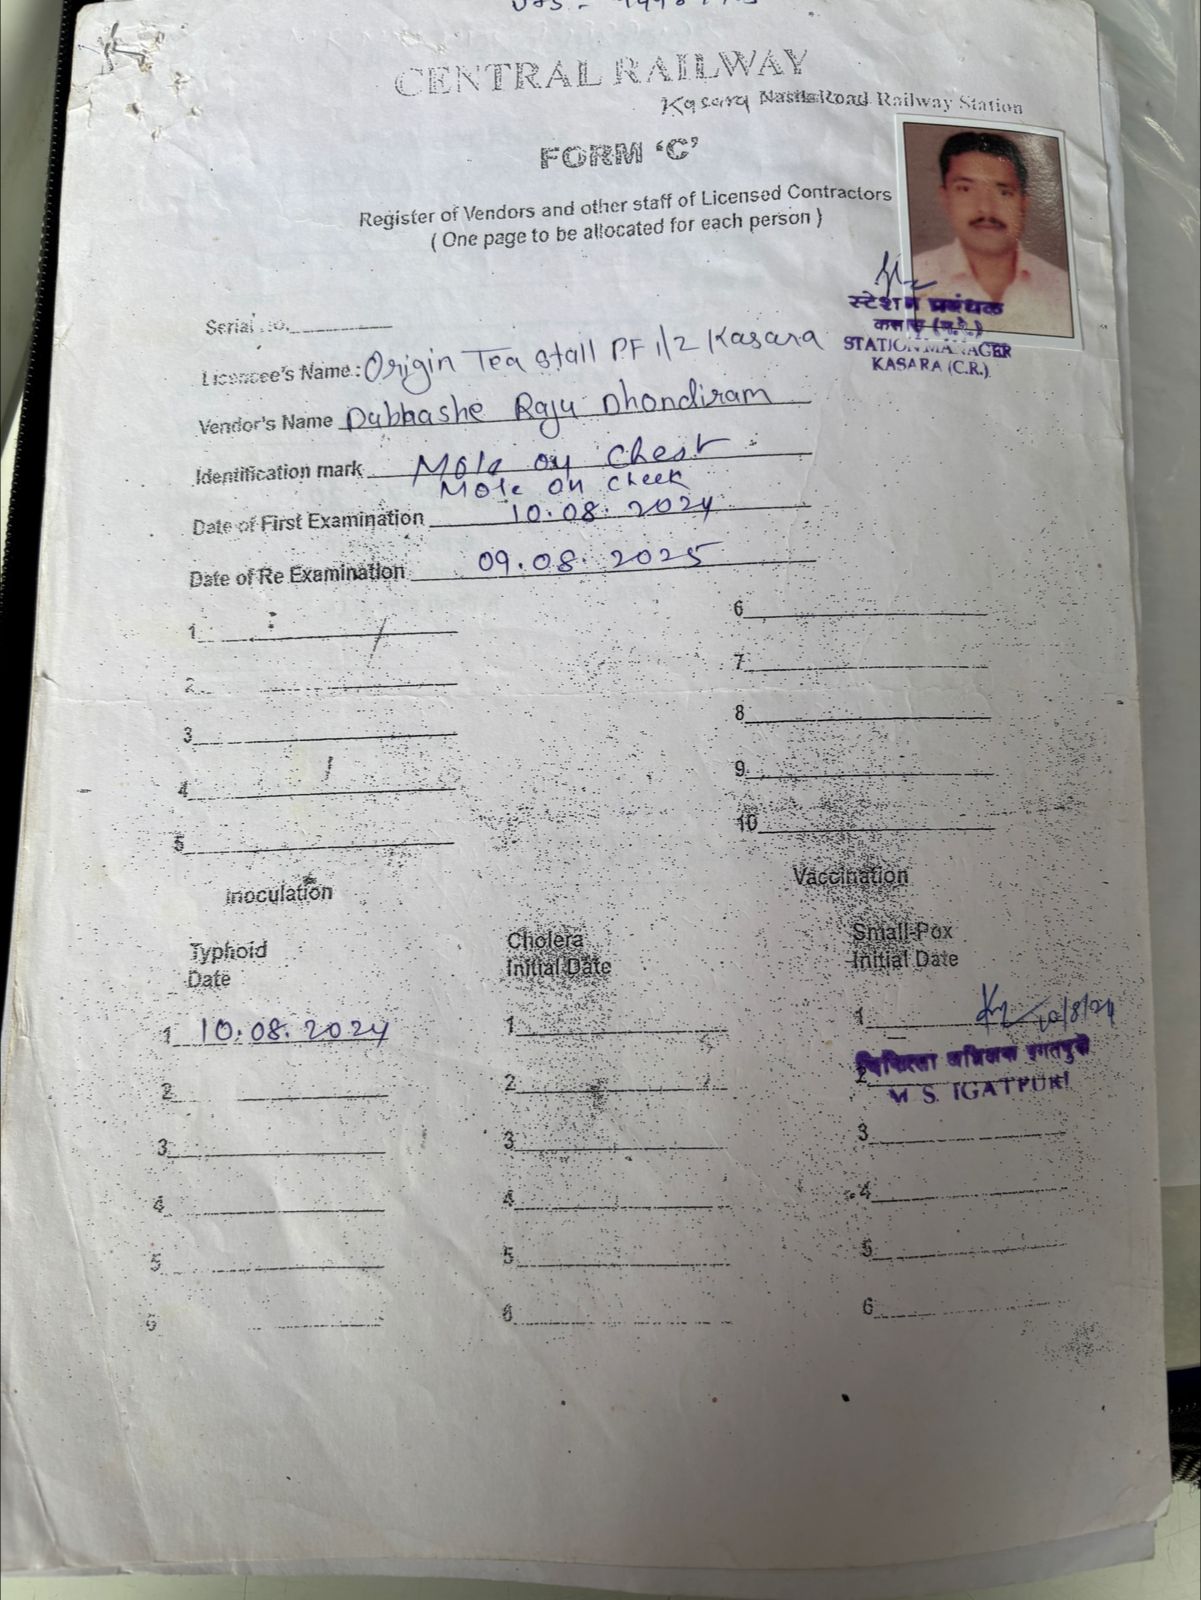 CENTRAL RAILWAY
Kasara Nasik Road Railway Station
FORM ‘C’
Register of Vendors and other staff of Licensed Contractors
( One page to be allocated for each person )
स्टेशन प्रबंधक
कसारा (म.रे.)
STATION MANAGER
KASARA (C.R.)
Serial No.
Licencee's Name : Origin Tea stall PF 1/2 Kasara
Vendor's Name Dubhashe Raju Dhondiram
Identification mark Mole on Chest
Mole on cheek
Date of First Examination 10.08.2024
Date of Re Examination 09.08.2025
1 6
2 7
3 8
4 9
5 10
Inoculation Vaccination
Typhoid Cholera Small-Pox
Date Initial Date Initial Date
1 10.08.2024 1 1 10/8/24
चिकित्सा अधिक्षक इगतपुरी
2 2 2
M S. IGATPURI
3 3 3
4 4 4
5 5 5
6 6 6